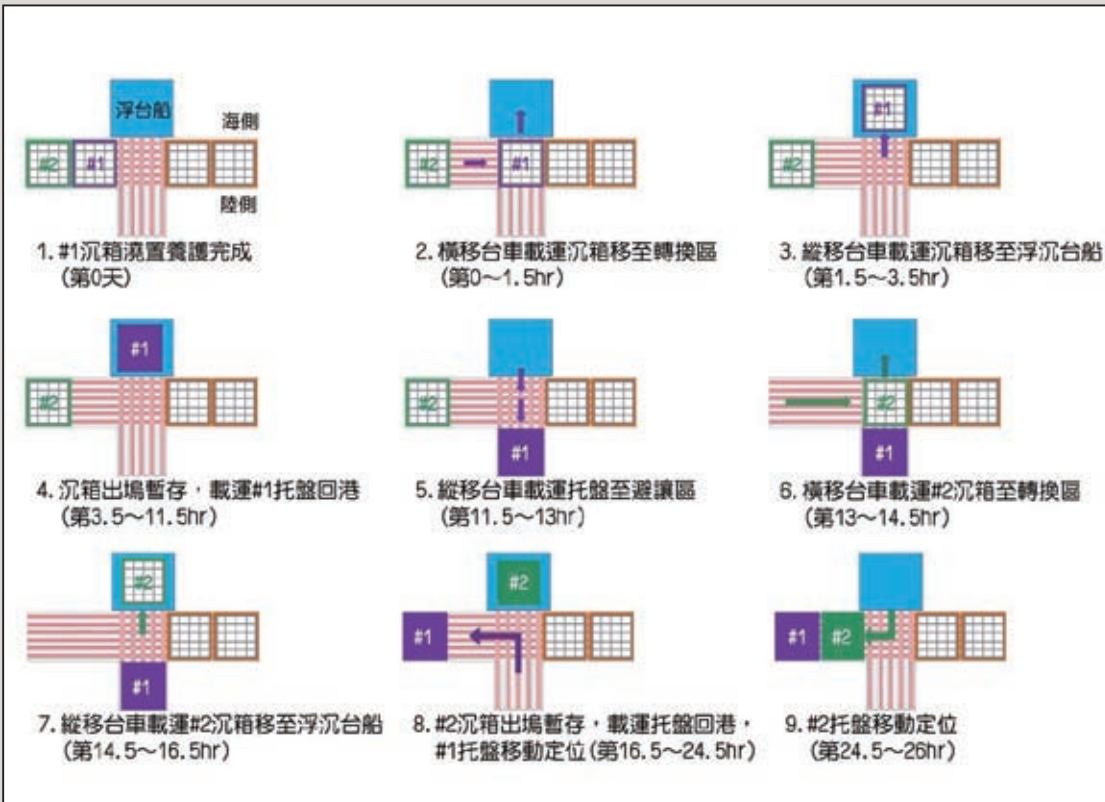 浮台船
海側
#2
#1
陸側
1. #1沉箱澆置養護完成
(第0天)
#2
#1
2. 橫移台車載運沉箱移至轉換區
(第0~1.5hr)
#1
#2
3. 縱移台車載運沉箱移至浮沉台船
(第1.5~3.5hr)
#1
#2
4. 沉箱出塢暫存,載運#1托盤回港
(第3.5~11.5hr)
#2
#1
5. 縱移台車載運托盤至避讓區
(第11.5~13hr)
#2
#1
6. 橫移台車載運#2沉箱至轉換區
(第13~14.5hr)
#2
#1
7. 縱移台車載運#2沉箱移至浮沉台船
(第14.5~16.5hr)
#2
#1
8. #2沉箱出塢暫存,載運托盤回港,
#1托盤移動定位(第16.5~24.5hr)
#1
#2
9. #2托盤移動定位
(第24.5~26hr)